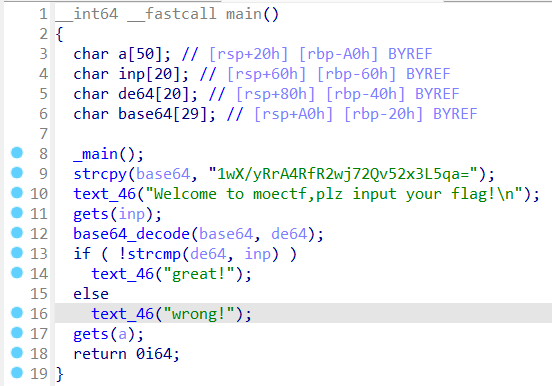 1 __int64 __fastcall main()
2 {
3 char a[50]; // [rsp+20h] [rbp-A0h] BYREF
4 char inp[20]; // [rsp+60h] [rbp-60h] BYREF
5 char de64[20]; // [rsp+80h] [rbp-40h] BYREF
6 char base64[29]; // [rsp+A0h] [rbp-20h] BYREF
7
8 _main();
9 strcpy(base64, "1wX/yRrA4RfR2wj72Qv52x3L5qa=");
10 text_46("Welcome to moectf,plz input your flag!\n");
11 gets(inp);
12 base64_decode(base64, de64);
13 if ( !strcmp(de64, inp) )
14 text_46("great!");
15 else
16 text_46("wrong!");
17 gets(a);
18 return 0i64;
19 }